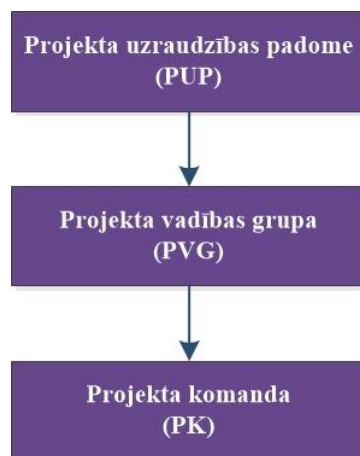 Projekta uzraudzības padome
(PUP)
Projekta vadības grupa
(PVG)
Projekta komanda
(PK)